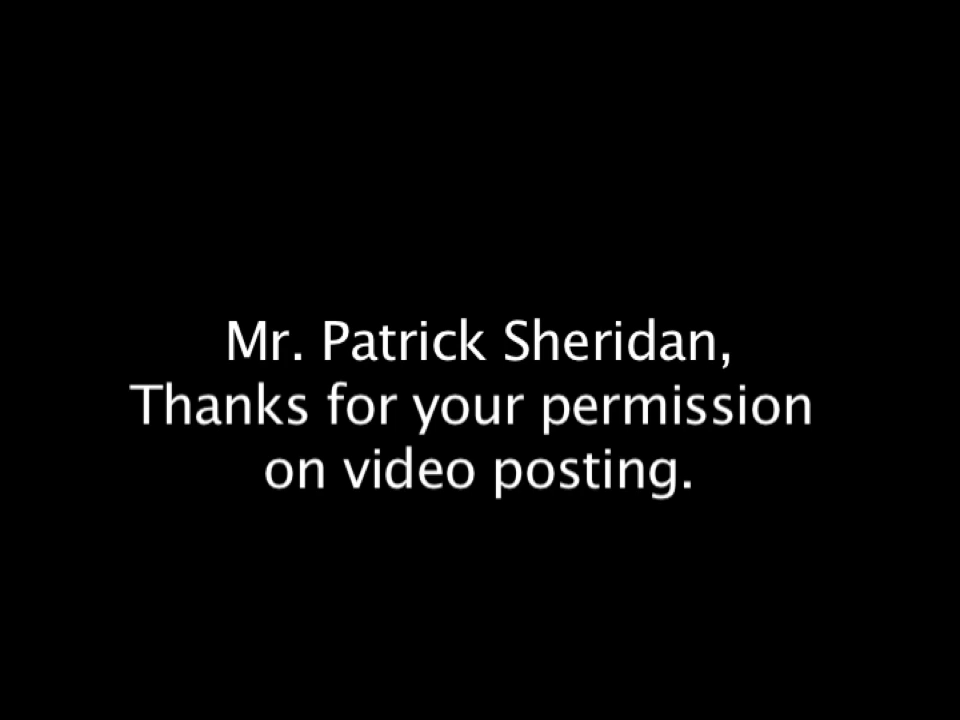 Mr. Patrick Sheridan,
Thanks for your permission
on video posting.